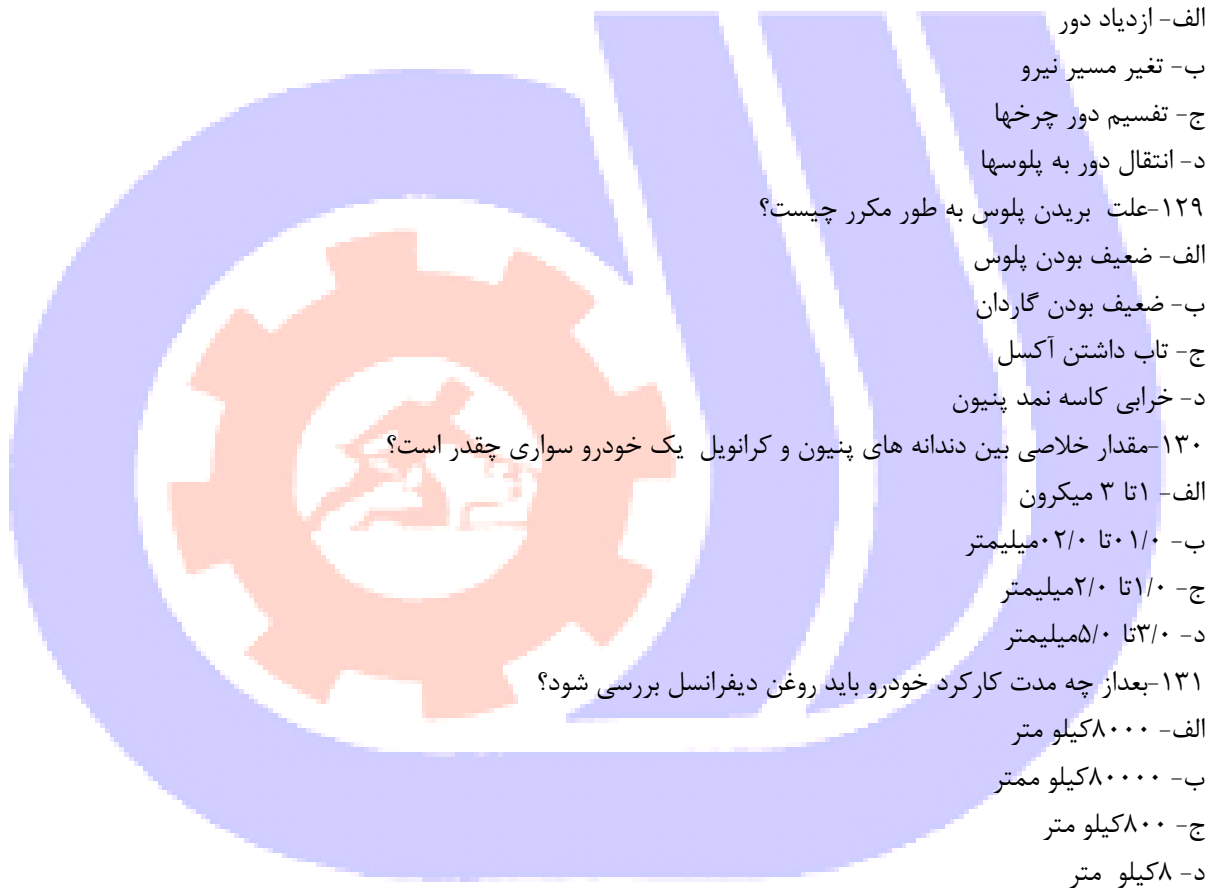 الف- ازدیاد دور
ب- تغیر مسیر نیرو
ج- تفسیم دور چرخها
د- انتقال دور به پلوسها
۱۲۹-علت بریدن پلوس به طور مکرر چیست؟
الف- ضعیف بودن پلوس
ب- ضعیف بودن گاردان
ج- تاب داشتن آکسل
د- خرابی کاسه نمد پنیون
۱۳۰-مقدار خلاصی بین دندانه های پنیون و کرانویل یک خودرو سواری چقدر است؟
الف- ۱تا ۳ میکرون
ب- ۰۱/۰تا ۰۲/۰میلیمتر
ج- ۱/۰تا ۲/۰میلیمتر
د- ۳/۰تا ۵/۰میلیمتر
۱۳۱-بعداز چه مدت کارکرد خودرو باید روغن دیفرانسل بررسی شود؟
الف- ۸۰۰۰کیلو متر
ب- ۸۰۰۰۰کیلو ممتر
ج- ۸۰۰کیلو متر
د- ۸کیلو متر